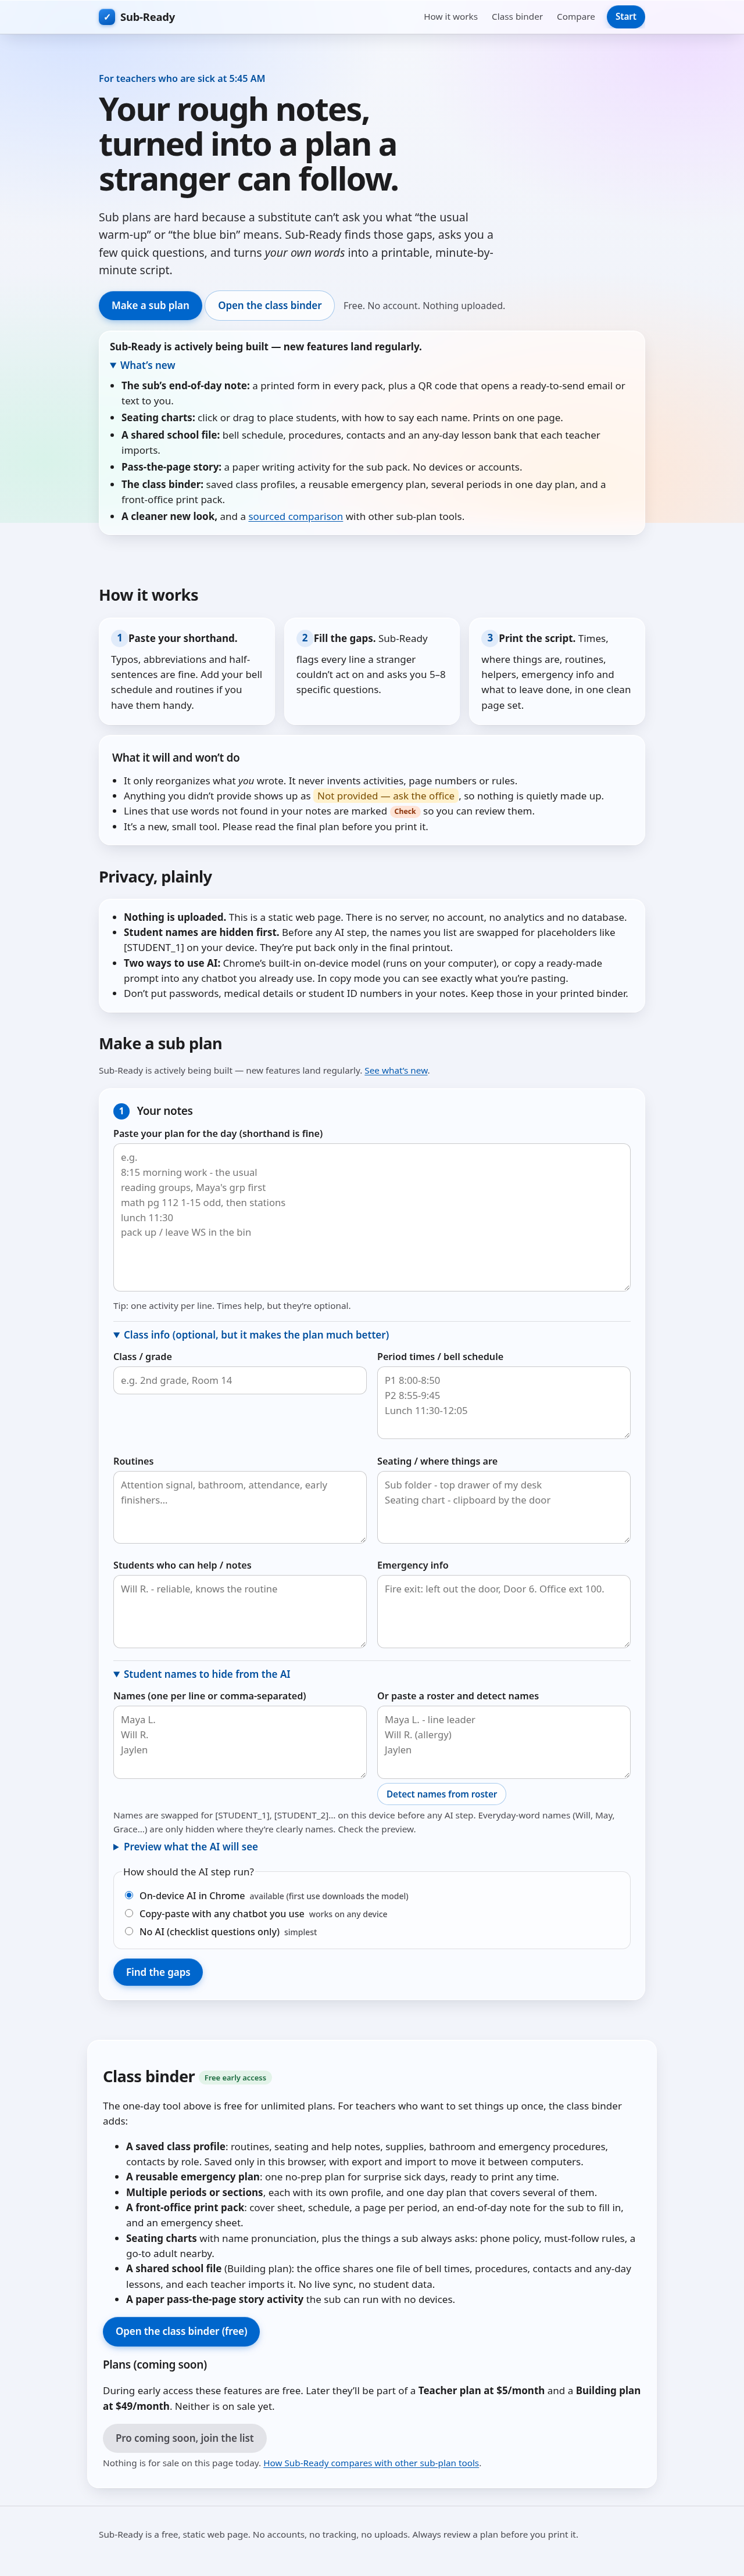 ✓ Sub-Ready How it works Class binder Compare Start
For teachers who are sick at 5:45 AM
Your rough notes,
turned into a plan a
stranger can follow.
Sub plans are hard because a substitute can’t ask you what “the usual
warm-up” or “the blue bin” means. Sub-Ready finds those gaps, asks you a
few quick questions, and turns your own words into a printable, minute-by-
minute script.
Make a sub plan Open the class binder Free. No account. Nothing uploaded.
Sub-Ready is actively being built — new features land regularly.
▼ What’s new
• The sub’s end-of-day note: a printed form in every pack, plus a QR code that opens a ready-to-send email or
text to you.
• Seating charts: click or drag to place students, with how to say each name. Prints on one page.
• A shared school file: bell schedule, procedures, contacts and an any-day lesson bank that each teacher
imports.
• Pass-the-page story: a paper writing activity for the sub pack. No devices or accounts.
• The class binder: saved class profiles, a reusable emergency plan, several periods in one day plan, and a
front-office print pack.
• A cleaner new look, and a sourced comparison with other sub-plan tools.
How it works
1 Paste your shorthand.
Typos, abbreviations and half-
sentences are fine. Add your bell
schedule and routines if you
have them handy.
2 Fill the gaps. Sub-Ready
flags every line a stranger
couldn’t act on and asks you 5–8
specific questions.
3 Print the script. Times,
where things are, routines,
helpers, emergency info and
what to leave done, in one clean
page set.
What it will and won’t do
• It only reorganizes what you wrote. It never invents activities, page numbers or rules.
• Anything you didn’t provide shows up as Not provided — ask the office , so nothing is quietly made up.
• Lines that use words not found in your notes are marked Check so you can review them.
• It’s a new, small tool. Please read the final plan before you print it.
Privacy, plainly
• Nothing is uploaded. This is a static web page. There is no server, no account, no analytics and no database.
• Student names are hidden first. Before any AI step, the names you list are swapped for placeholders like
[STUDENT_1] on your device. They’re put back only in the final printout.
• Two ways to use AI: Chrome’s built-in on-device model (runs on your computer), or copy a ready-made
prompt into any chatbot you already use. In copy mode you can see exactly what you’re pasting.
• Don’t put passwords, medical details or student ID numbers in your notes. Keep those in your printed binder.
Make a sub plan
Sub-Ready is actively being built — new features land regularly. See what’s new.
1 Your notes
Paste your plan for the day (shorthand is fine)
e.g.
8:15 morning work - the usual
reading groups, Maya's grp first
math pg 112 1-15 odd, then stations
lunch 11:30
pack up / leave WS in the bin
Tip: one activity per line. Times help, but they’re optional.
▼ Class info (optional, but it makes the plan much better)
Class / grade
e.g. 2nd grade, Room 14
Period times / bell schedule
P1 8:00-8:50
P2 8:55-9:45
Lunch 11:30-12:05
Routines
Attention signal, bathroom, attendance, early
finishers...
Seating / where things are
Sub folder - top drawer of my desk
Seating chart - clipboard by the door
Students who can help / notes
Will R. - reliable, knows the routine
Emergency info
Fire exit: left out the door, Door 6. Office ext 100.
▼ Student names to hide from the AI
Names (one per line or comma-separated)
Maya L.
Will R.
Jaylen
Or paste a roster and detect names
Maya L. - line leader
Will R. (allergy)
Jaylen
Detect names from roster
Names are swapped for [STUDENT_1], [STUDENT_2]... on this device before any AI step. Everyday-word names (Will, May,
Grace...) are only hidden where they’re clearly names. Check the preview.
▶ Preview what the AI will see
How should the AI step run?
On-device AI in Chrome available (first use downloads the model)
Copy-paste with any chatbot you use works on any device
No AI (checklist questions only) simplest
Find the gaps
Class binder Free early access
The one-day tool above is free for unlimited plans. For teachers who want to set things up once, the class binder
adds:
• A saved class profile: routines, seating and help notes, supplies, bathroom and emergency procedures,
contacts by role. Saved only in this browser, with export and import to move it between computers.
• A reusable emergency plan: one no-prep plan for surprise sick days, ready to print any time.
• Multiple periods or sections, each with its own profile, and one day plan that covers several of them.
• A front-office print pack: cover sheet, schedule, a page per period, an end-of-day note for the sub to fill in,
and an emergency sheet.
• Seating charts with name pronunciation, plus the things a sub always asks: phone policy, must-follow rules, a
go-to adult nearby.
• A shared school file (Building plan): the office shares one file of bell times, procedures, contacts and any-day
lessons, and each teacher imports it. No live sync, no student data.
• A paper pass-the-page story activity the sub can run with no devices.
Open the class binder (free)
Plans (coming soon)
During early access these features are free. Later they’ll be part of a Teacher plan at $5/month and a Building plan
at $49/month. Neither is on sale yet.
Pro coming soon, join the list
Nothing is for sale on this page today. How Sub-Ready compares with other sub-plan tools.
Sub-Ready is a free, static web page. No accounts, no tracking, no uploads. Always review a plan before you print it.